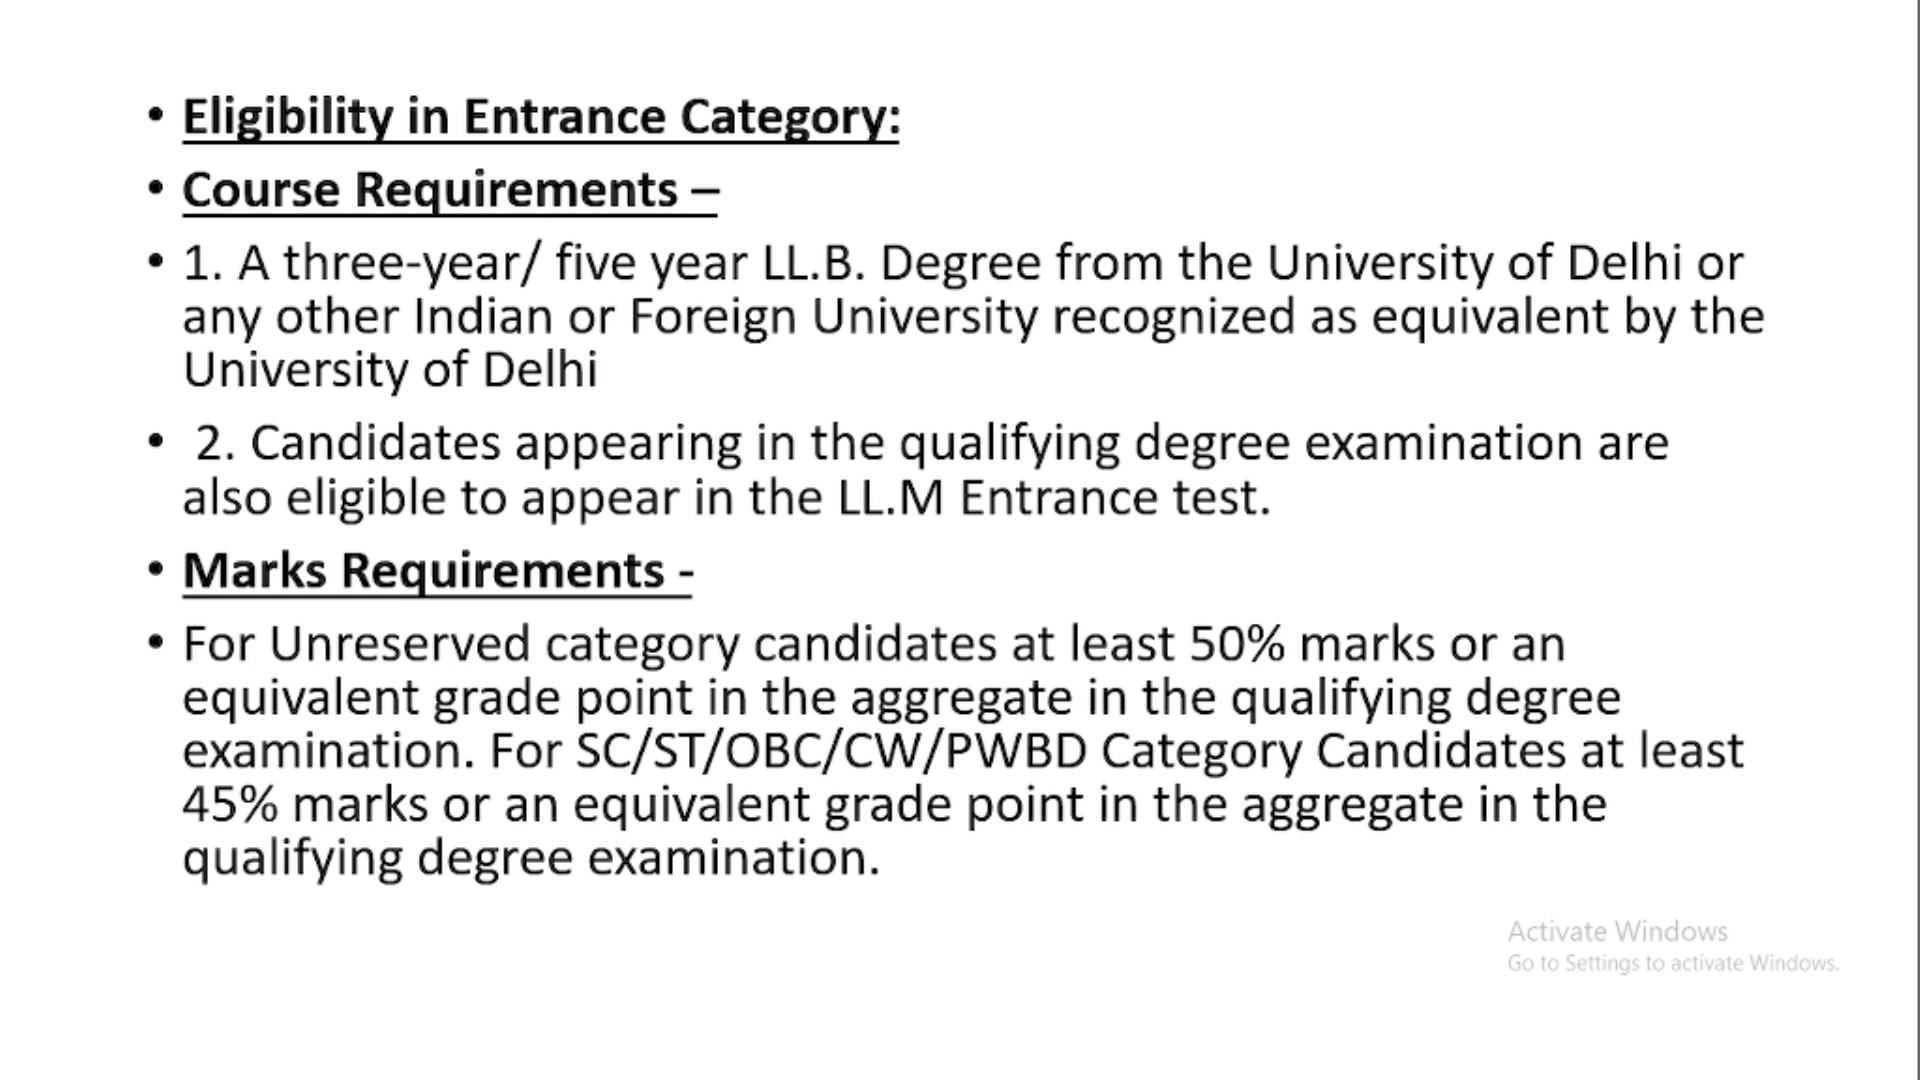 • Eligibility in Entrance Category:
• Course Requirements –
• 1. A three-year/ five year LL.B. Degree from the University of Delhi or
any other Indian or Foreign University recognized as equivalent by the
University of Delhi
• 2. Candidates appearing in the qualifying degree examination are
also eligible to appear in the LL.M Entrance test.
• Marks Requirements -
• For Unreserved category candidates at least 50% marks or an
equivalent grade point in the aggregate in the qualifying degree
examination. For SC/ST/OBC/CW/PWBD Category Candidates at least
45% marks or an equivalent grade point in the aggregate in the
qualifying degree examination.
Activate Windows
Go to Settings to activate Windows.